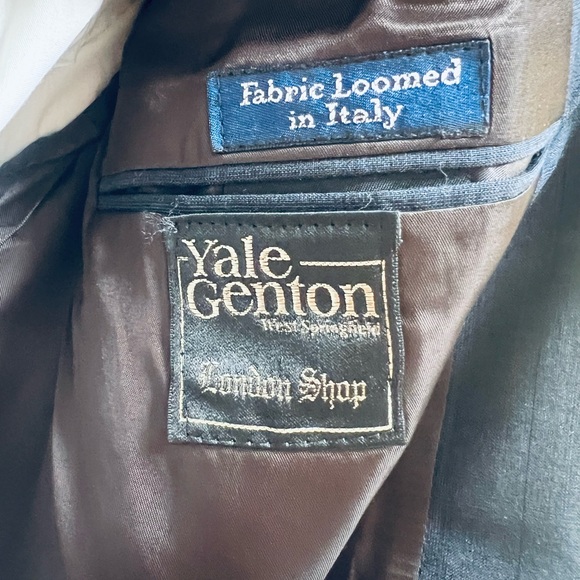 Fabric Loomed
in Italy
Yale
Genton
West Springfield
London Shop